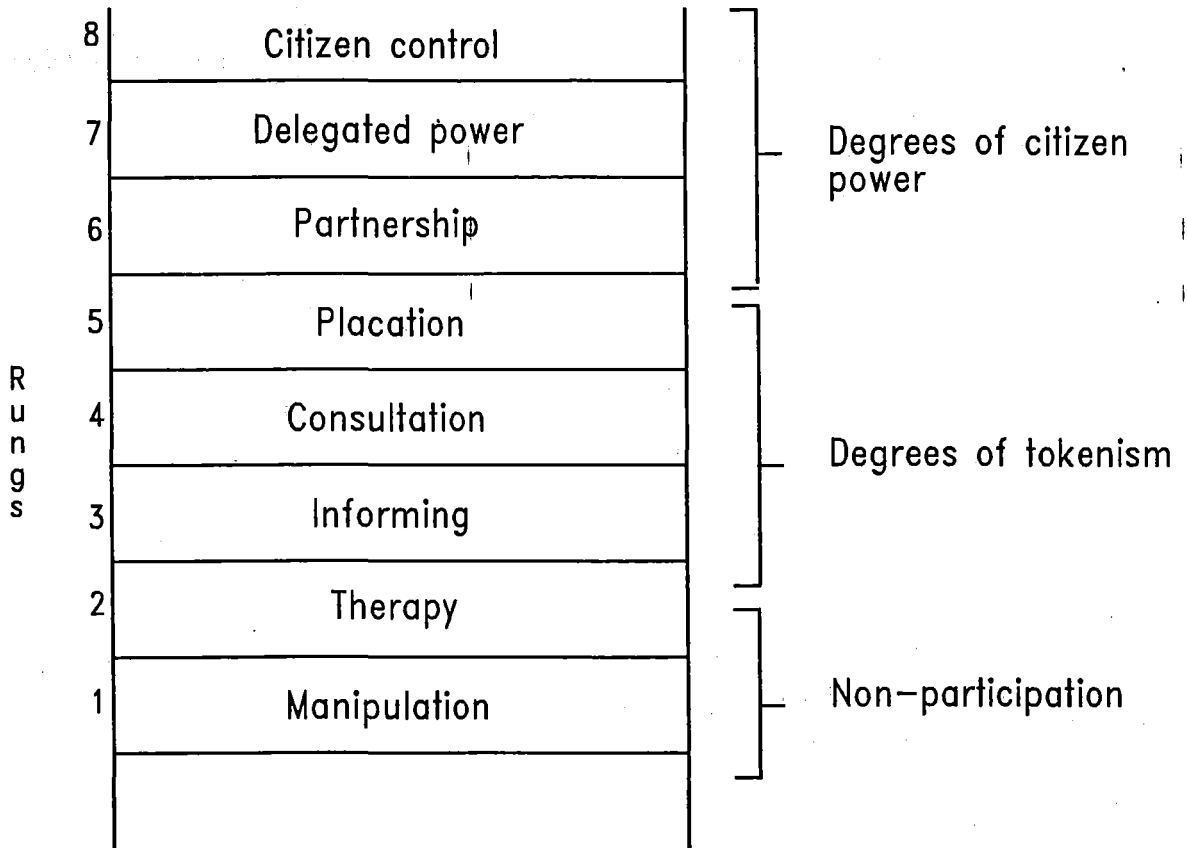 8 Citizen control
7 Delegated power
6 Partnership
5 Placation
4 Consultation
3 Informing
2 Therapy
1 Manipulation
Rungs
Degrees of citizen
power
Degrees of tokenism
Non-participation